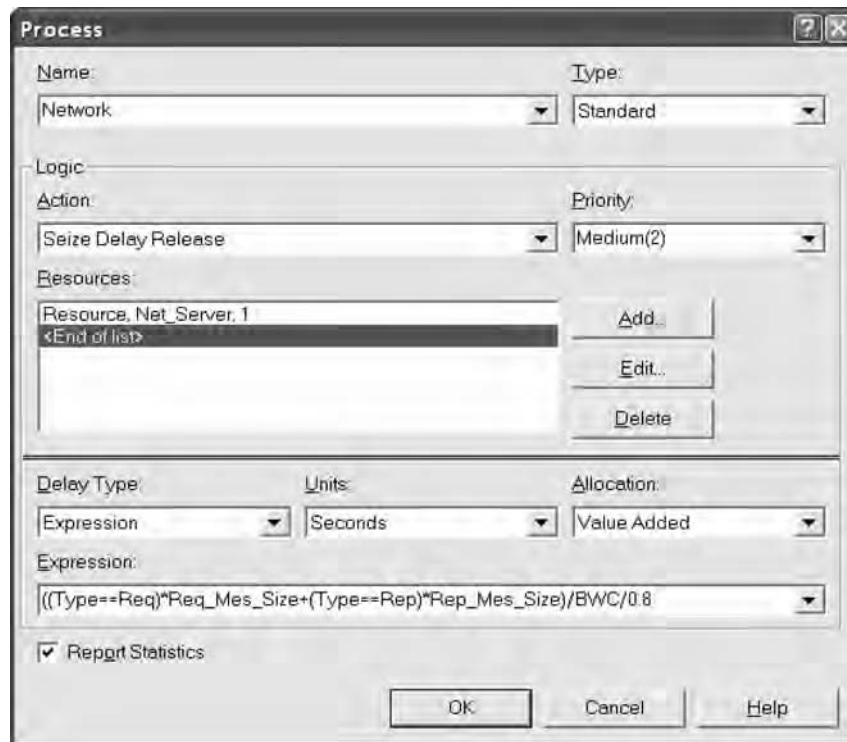 Process
Name: Type:
Network Standard
Logic
Action: Priority:
Seize Delay Release Medium(2)
Resources:
Resource, Net_Server, 1
<End of list>
Add...
Edit...
Delete
Delay Type: Units: Allocation:
Expression Seconds Value Added
Expression:
((Type==Req)*Req_Mes_Size+(Type==Rep)*Rep_Mes_Size)/BWC/0.8
Report Statistics
OK Cancel Help